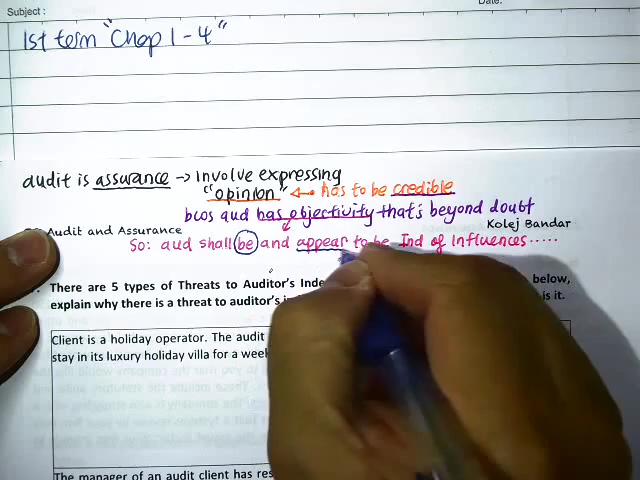 Subject :
Date:
1st term "Chap 1 - 4"
audit is assurance → Involve expressing
"opinion" ← has to be credible
bcos aud has objectivity that's beyond doubt
Audit and Assurance
Kolej Bandar
So: aud shall be and appear to be Ind of Influences .....
There are 5 types of Threats to Auditor's below,
explain why there is a threat to auditor's is it.
Client is a holiday operator. The audit
stay in its luxury holiday villa for a week
The manager of an audit client has